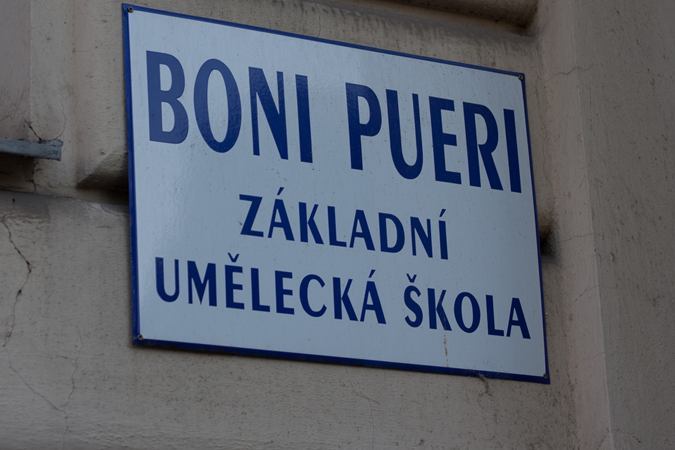 BONI PUERI
ZÁKLADNÍ
UMĚLECKÁ ŠKOLA